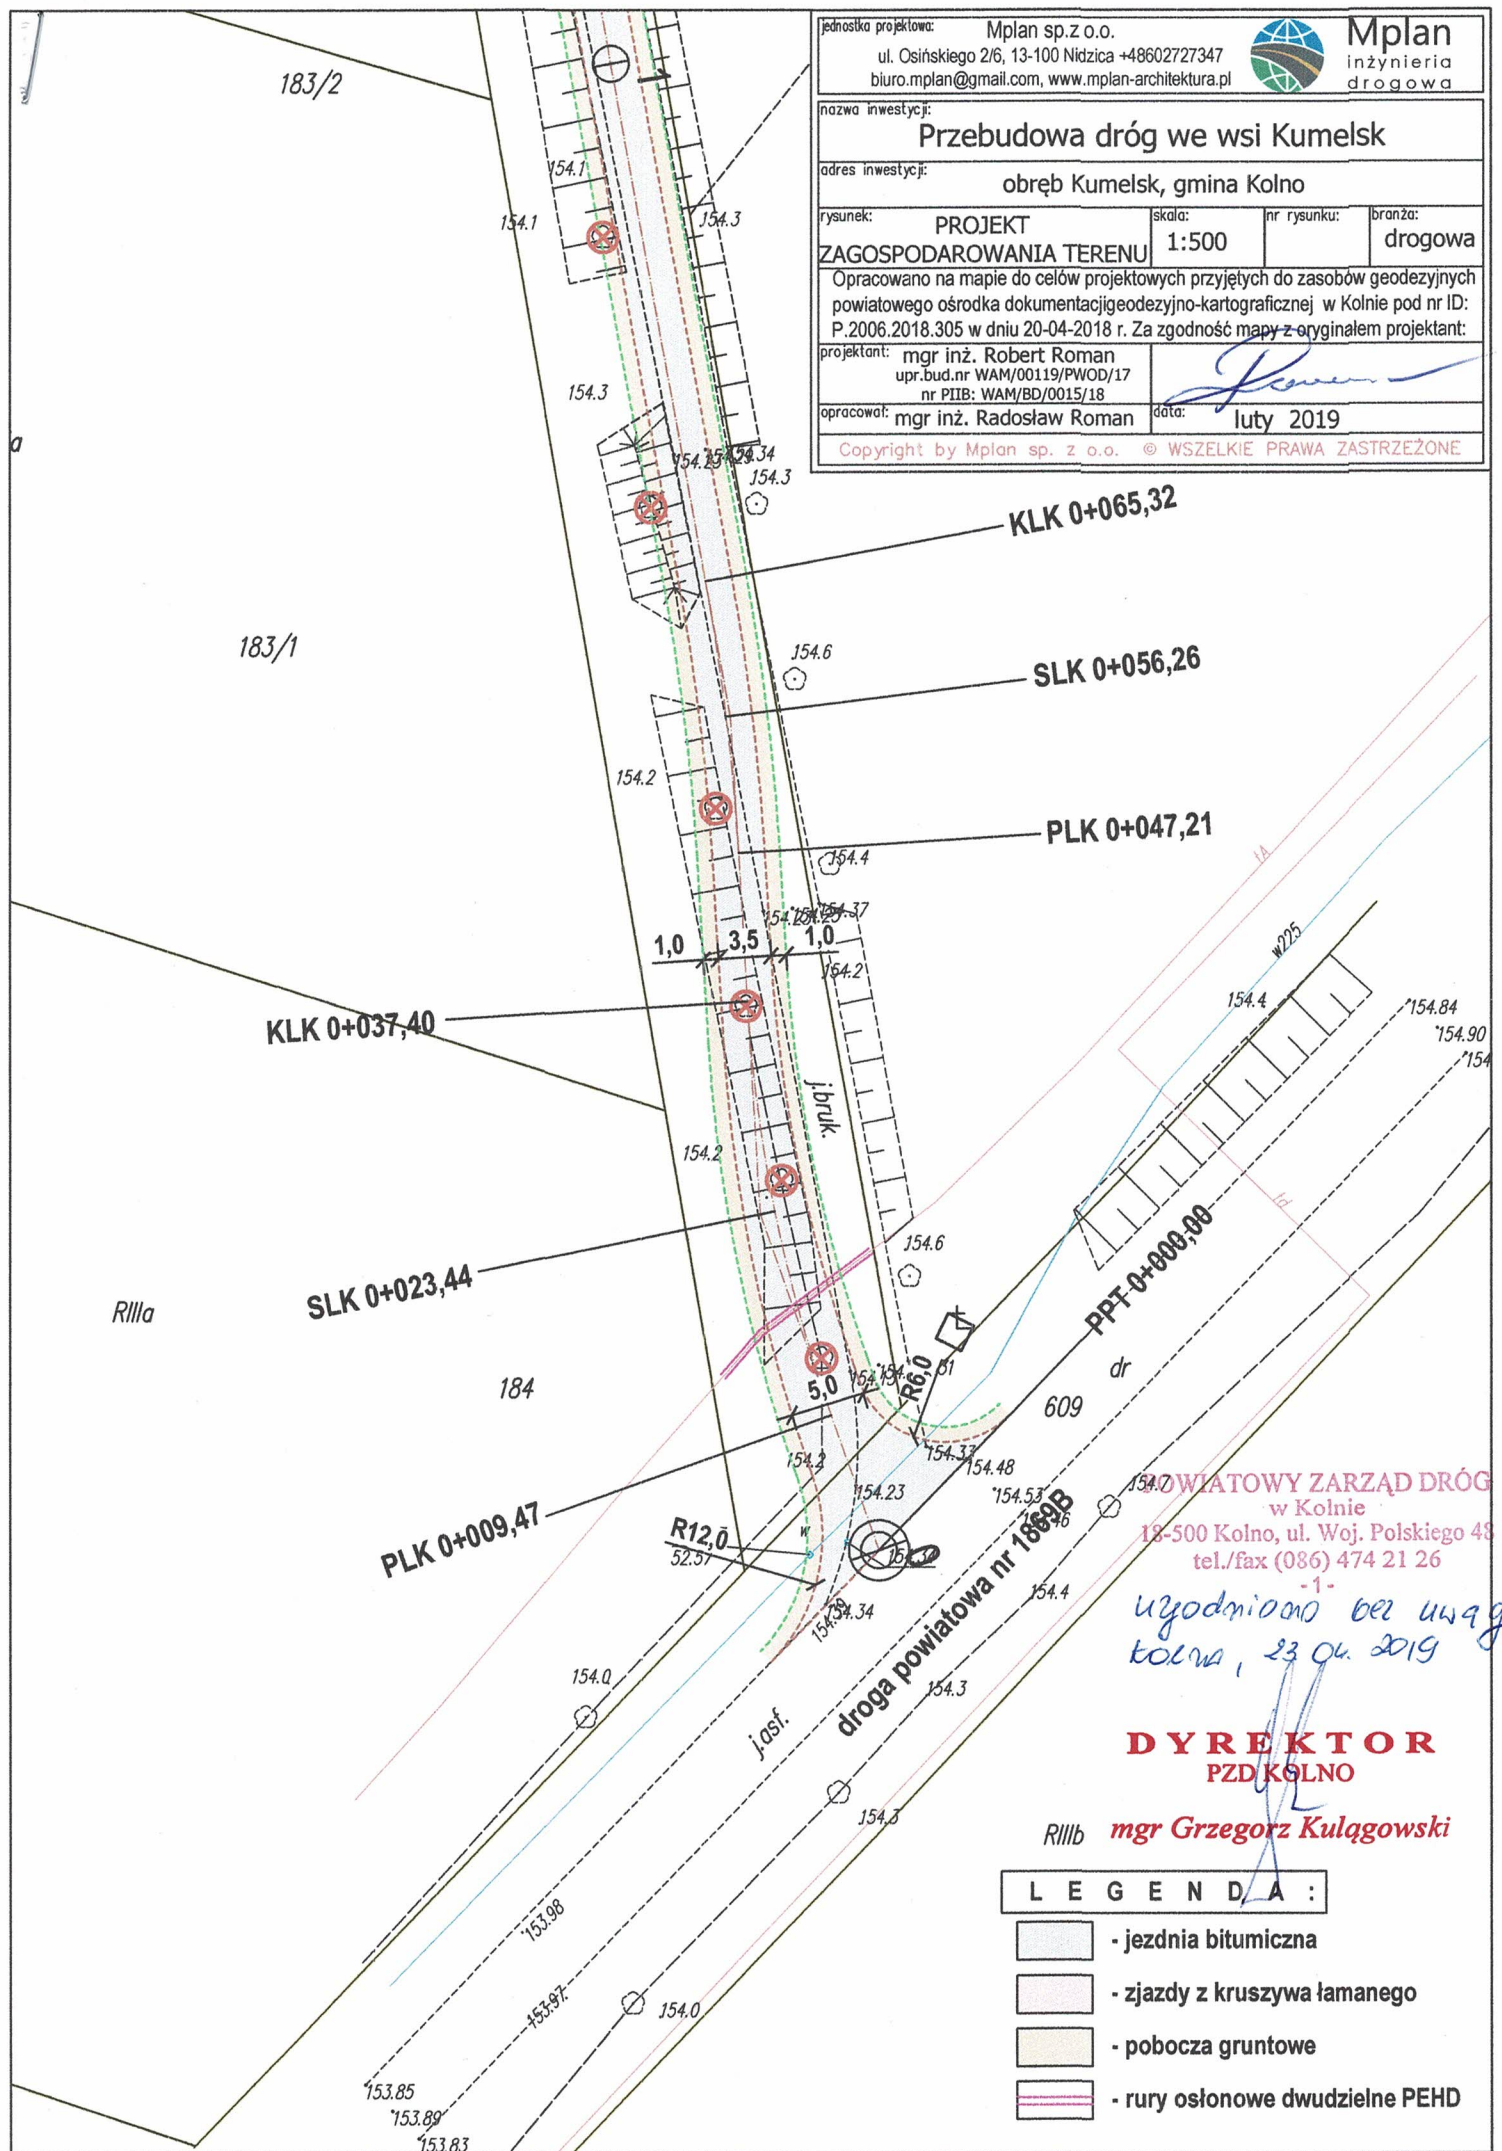 jednostka projektowa:
Mplan sp.z o.o.
ul. Osińskiego 2/6, 13-100 Nidzica +48602727347
biuro.mplan@gmail.com, www.mplan-architektura.pl
Mplan
inżynieria
drogowa
nazwa inwestycji:
Przebudowa dróg we wsi Kumelsk
adres inwestycji:
obręb Kumelsk, gmina Kolno
rysunek:
PROJEKT
ZAGOSPODAROWANIA TERENU
skala:
1:500
nr rysunku:
branża:
drogowa
Opracowano na mapie do celów projektowych przyjętych do zasobów geodezyjnych
powiatowego ośrodka dokumentacjigeodezyjno-kartograficznej w Kolnie pod nr ID:
P.2006.2018.305 w dniu 20-04-2018 r. Za zgodność mapy z oryginałem projektant:
projektant:
mgr inż. Robert Roman
upr.bud.nr WAM/00119/PWOD/17
nr PIIB: WAM/BD/0015/18
opracował:
mgr inż. Radosław Roman
data:
luty 2019
Copyright by Mplan sp. z o.o. © WSZELKIE PRAWA ZASTRZEŻONE
183/2
1
154.1
154.1
154.3
154.3
a
154.34
154.3
KLK 0+065,32
183/1
154.6
SLK 0+056,26
154.2
PLK 0+047,21
154.4
tA
154.37
1,0
3,5
1,0
154.2
w225
154.4
154.84
154.90
154
KLK 0+037,40
j.bruk.
154.2
td
154.6
PPT 0+000,00
SLK 0+023,44
RIIIa
184
5,0
R6,0
dr
609
154.2
154.33
154.48
154.7
154.53
154.23
PLK 0+009,47
R12,0
52.57
w
0
154.34
154.4
droga powiatowa nr 1869B
154.3
154.0
j.asf.
154.3
153.98
153.97
154.0
153.85
153.89
153.83
POWIATOWY ZARZĄD DRÓG
w Kolnie
18-500 Kolno, ul. Woj. Polskiego 48
tel./fax (086) 474 21 26
-1-
uzgodniono bez uwag
Kolno, 23 04. 2019
DYREKTOR
PZD KOLNO
mgr Grzegorz Kulągowski
RIIIb
LEGENDA:
- jezdnia bitumiczna
- zjazdy z kruszywa łamanego
- pobocza gruntowe
- rury osłonowe dwudzielne PEHD